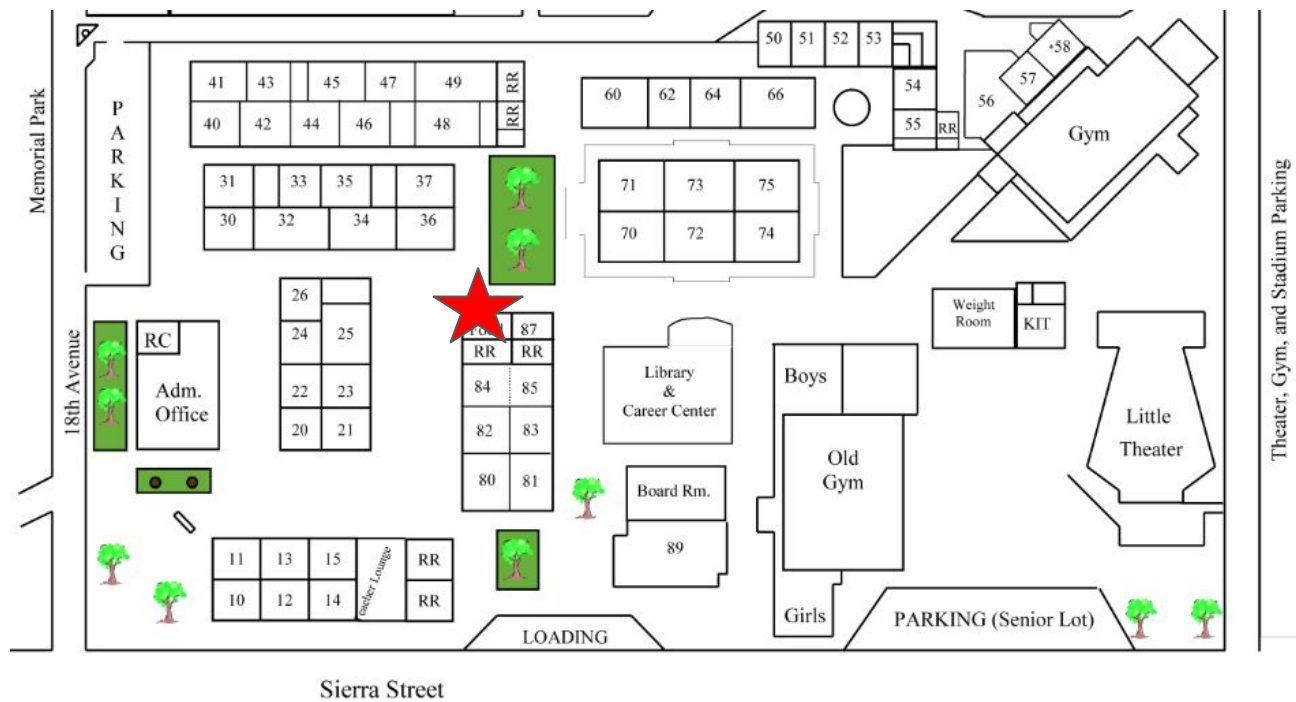 50 51 52 53
•58
41 43 45 47 49 RR
57
60 62 64 66
54
56
40 42 44 46 48 RR
55 RR
Gym
Memorial Park
PARKING
31 33 35 37
71 73 75
30 32 34 36
70 72 74
Theater, Gym, and Stadium Parking
26
Weight
Room
KIT
87
RC
24 25
RR RR
18th Avenue
Adm.
Office
22 23
84 85
Library
&
Career Center
Boys
Little
Theater
20 21
82 83
Old
Gym
80 81
Board Rm.
89
11 13 15
RR
10 12 14
RR
Lounge
Girls
PARKING (Senior Lot)
LOADING
Sierra Street